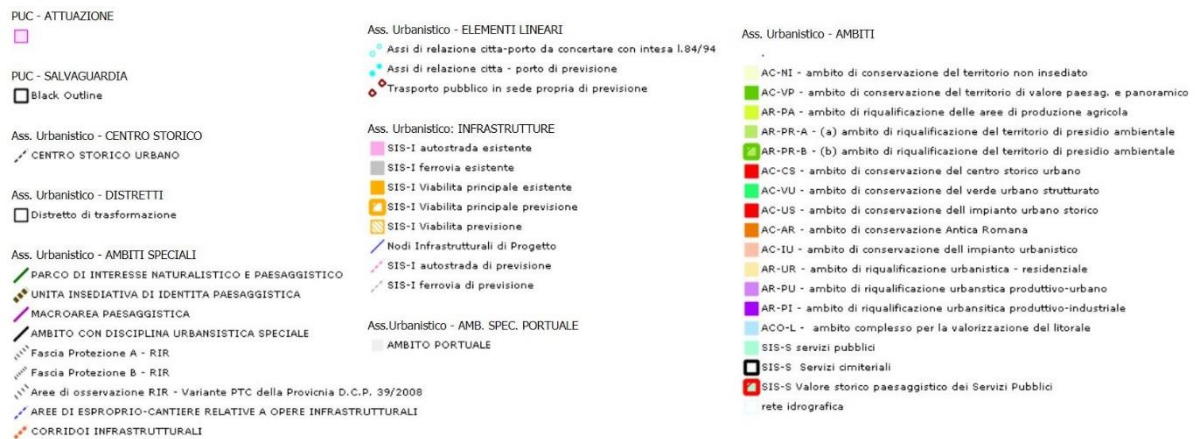 PUC - ATTUAZIONE
PUC - SALVAGUARDIA
Black Outline
Ass. Urbanistico - CENTRO STORICO
CENTRO STORICO URBANO
Ass. Urbanistico - DISTRETTI
Distretto di trasformazione
Ass. Urbanistico - AMBITI SPECIALI
PARCO DI INTERESSE NATURALISTICO E PAESAGGISTICO
UNITA INSEDIATIVA DI IDENTITA PAESAGGISTICA
MACROAREA PAESAGGISTICA
AMBITO CON DISCIPLINA URBANSISTICA SPECIALE
Fascia Protezione A - RIR
Fascia Protezione B - RIR
Aree di osservazione RIR - Variante PTC della Provicnia D.C.P. 39/2008
AREE DI ESPROPRIO-CANTIERE RELATIVE A OPERE INFRASTRUTTURALI
CORRIDOI INFRASTRUTTURALI
Ass. Urbanistico - ELEMENTI LINEARI
Assi di relazione citta-porto da concertare con intesa l.84/94
Assi di relazione citta - porto di previsione
Trasporto pubblico in sede propria di previsione
Ass. Urbanistico: INFRASTRUTTURE
SIS-I autostrada esistente
SIS-I ferrovia esistente
SIS-I Viabilita principale esistente
SIS-I Viabilita principale previsione
SIS-I Viabilita previsione
Nodi Infrastrutturali di Progetto
SIS-I autostrada di previsione
SIS-I ferrovia di previsione
Ass.Urbanistico - AMB. SPEC. PORTUALE
AMBITO PORTUALE
Ass. Urbanistico - AMBITI
.
AC-NI - ambito di conservazione del territorio non insediato
AC-VP - ambito di conservazione del territorio di valore paesag. e panoramico
AR-PA - ambito di riqualificazione delle aree di produzione agricola
AR-PR-A - (a) ambito di riqualificazione del territorio di presidio ambientale
AR-PR-B - (b) ambito di riqualificazione del territorio di presidio ambientale
AC-CS - ambito di conservazione del centro storico urbano
AC-VU - ambito di conservazione del verde urbano strutturato
AC-US - ambito di conservazione dell impianto urbano storico
AC-AR - ambito di conservazione Antica Romana
AC-IU - ambito di conservazione dell impianto urbanistico
AR-UR - ambito di riqualificazione urbanistica - residenziale
AR-PU - ambito di riqualificazione urbanstica produttivo-urbano
AR-PI - ambito di riqualificazione urbansitica produttivo-industriale
ACO-L - ambito complesso per la valorizzazione del litorale
SIS-S servizi pubblici
SIS-S Servizi cimiteriali
SIS-S Valore storico paesaggistico dei Servizi Pubblici
rete idrografica